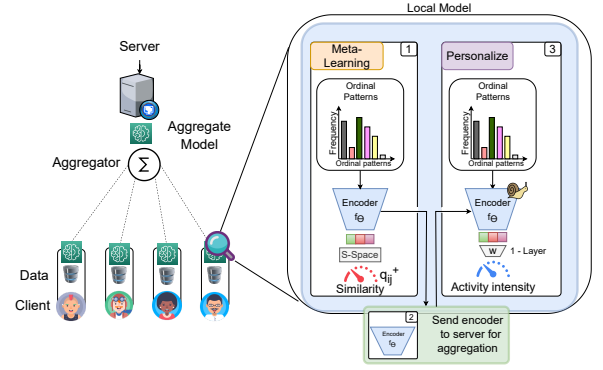 Local Model
Server
Aggregate
Model
Aggregator
Σ
Data
Client
Meta-
Learning
1
Ordinal
Patterns
Frequency
Ordinal patterns
Encoder
fΘ
S-Space
qij+
Similarity
Personalize
3
Ordinal
Patterns
Frequency
Ordinal patterns
Encoder
fΘ
W
1 - Layer
Activity intensity
2
Encoder
fΘ
Send encoder
to server for
aggregation